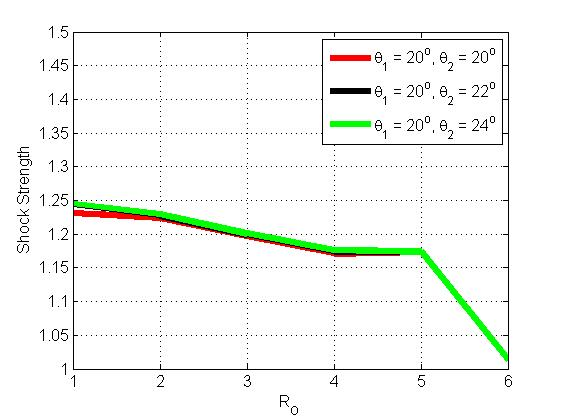 1.5
1.45
1.4
1.35
1.3
1.25
1.2
1.15
1.1
1.05
1
Shock Strength
θ₁ = 20°, θ₂ = 20°
θ₁ = 20°, θ₂ = 22°
θ₁ = 20°, θ₂ = 24°
1 2 3 4 5 6
R₀